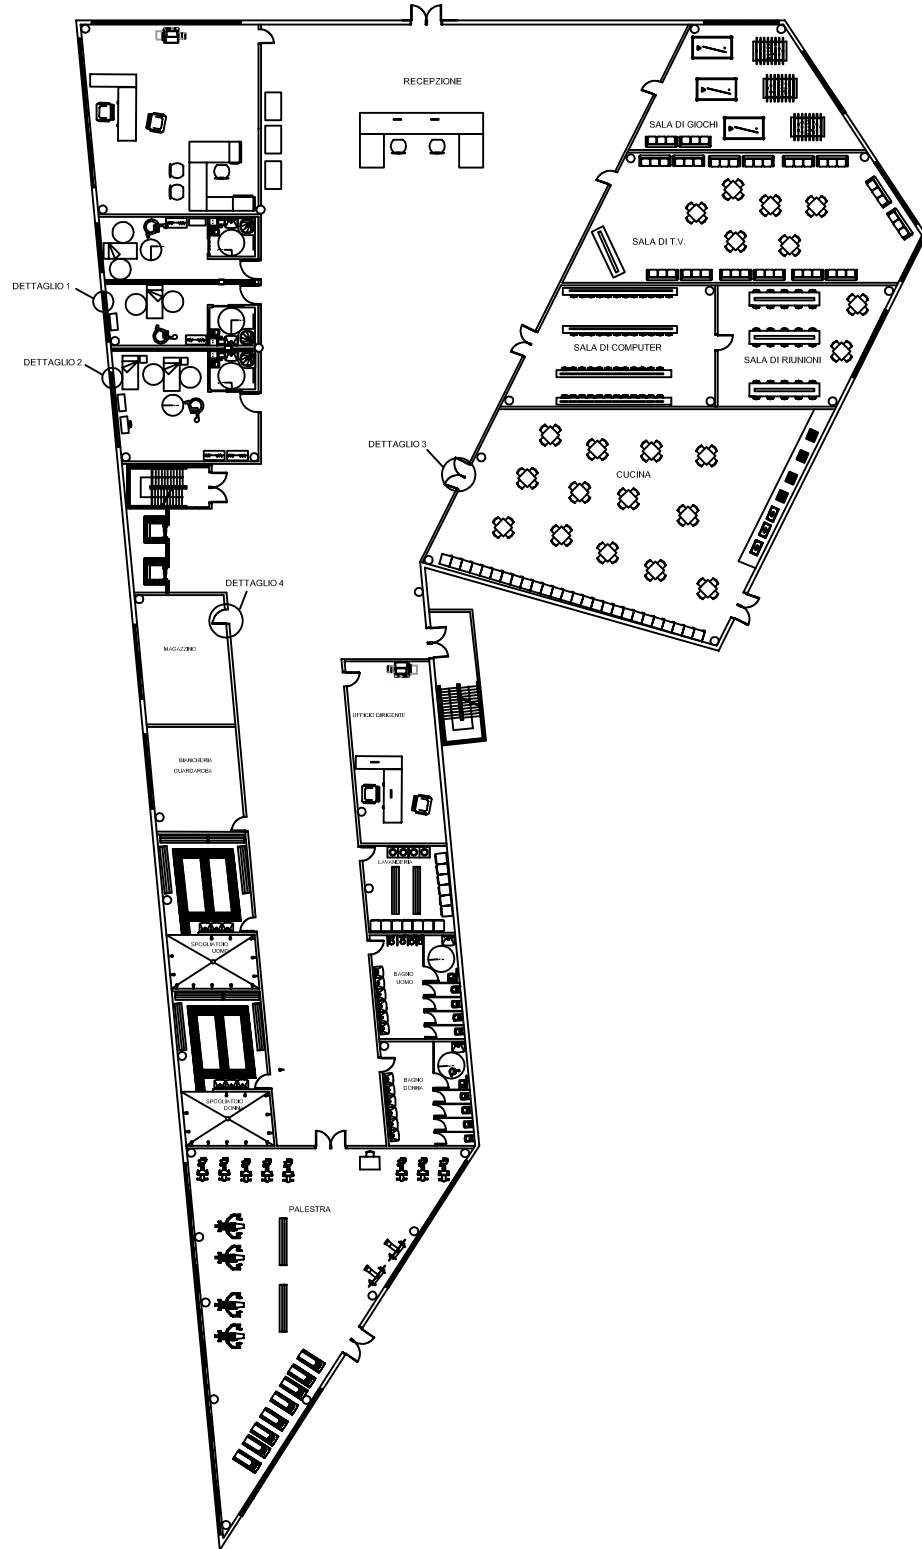 RECEPZIONE
SALA DI GIOCHI
SALA DI T.V.
DETTAGLIO 1
SALA DI COMPUTER
SALA DI RIUNIONI
DETTAGLIO 2
DETTAGLIO 3
CUCINA
DETTAGLIO 4
MAGAZZINO
UFFICIO DIRIGENTE
BIANCHERIA
GUARDAROBA
LAVANDERIA
SPOGLIATOIO
UOMO
BAGNO
UOMO
BAGNO
DONNA
SPOGLIATOIO
DONNA
PALESTRA